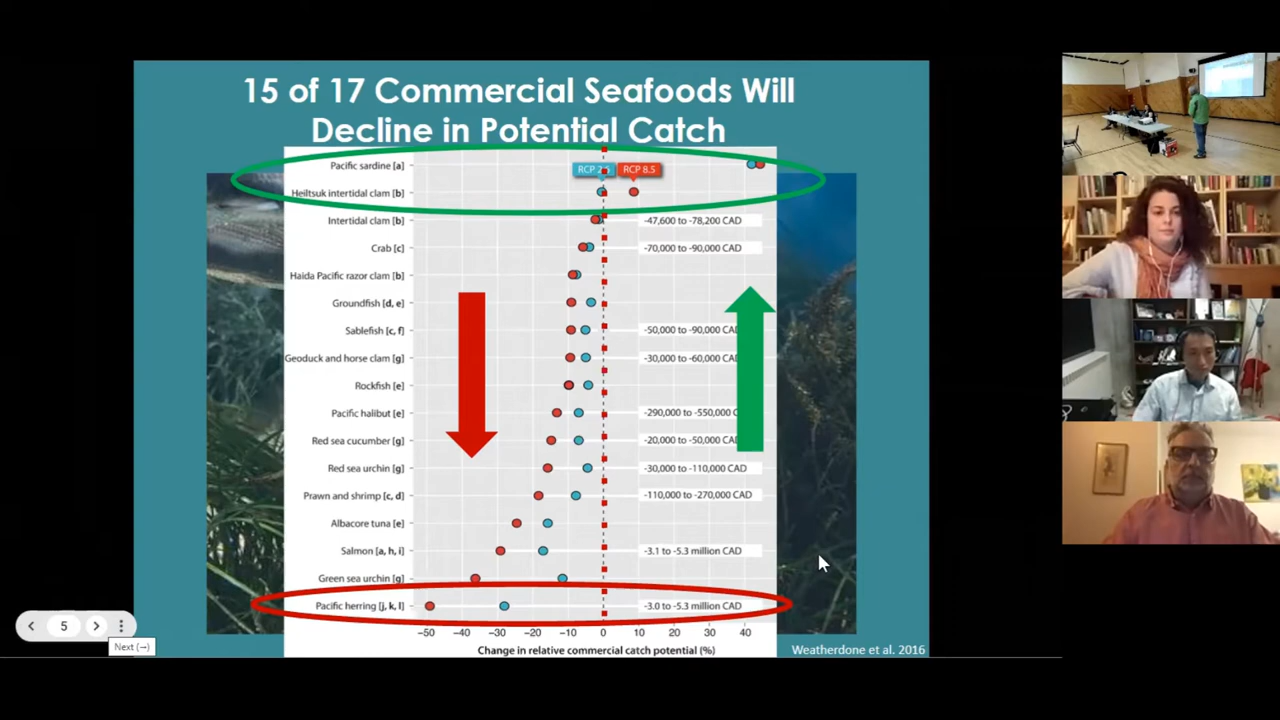 15 of 17 Commercial Seafoods Will
Decline in Potential Catch
Pacific sardine [a]
RCP 2.6 RCP 8.5
Heiltsuk intertidal clam [b]
Intertidal clam [b] -47,600 to -78,200 CAD
Crab [c] -70,000 to -90,000 CAD
Haida Pacific razor clam [b]
Groundfish [d, e]
Sablefish [c, f] -50,000 to -90,000 CAD
Geoduck and horse clam [g] -30,000 to -60,000 CAD
Rockfish [e]
Pacific halibut [e] -290,000 to -550,000 C
Red sea cucumber [g] -20,000 to -50,000 CAD
Red sea urchin [g] -30,000 to -110,000 CAD
Prawn and shrimp [c, d] -110,000 to -270,000 CAD
Albacore tuna [e]
Salmon [a, h, i] -3.1 to -5.3 million CAD
Green sea urchin [g]
Pacific herring [j, k, l] -3.0 to -5.3 million CAD
−50 −40 −30 −20 −10 0 10 20 30 40
Change in relative commercial catch potential (%)
Weatherdone et al. 2016
5
Next (→)